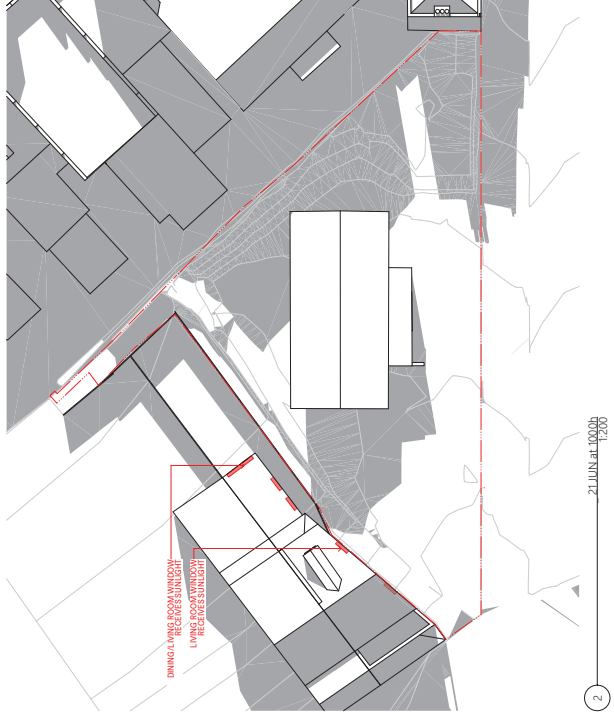 DINING/LIVING ROOM WINDOW
RECEIVES SUNLIGHT
LIVING ROOM WINDOW
RECEIVES SUNLIGHT
2
21 JUN at 1000h
1:200